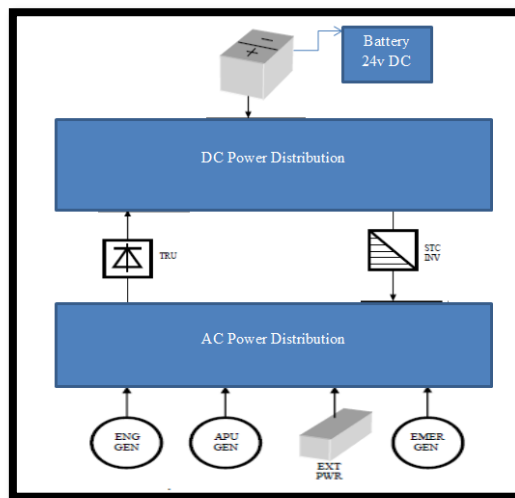 Battery
24v DC
DC Power Distribution
TRU
STC
INV
AC Power Distribution
ENG
GEN
APU
GEN
EXT
PWR
EMER
GEN